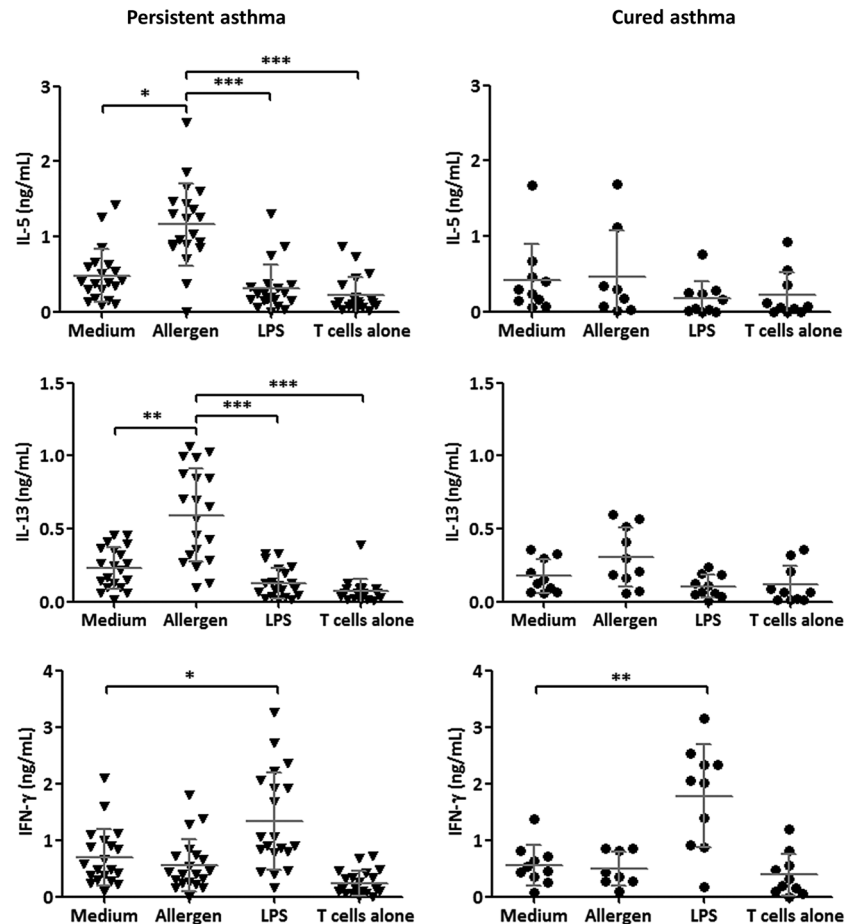 Persistent asthma
Cured asthma
***
***
*
3
2
1
0
IL-5 (ng/mL)
Medium Allergen LPS T cells alone
3
2
1
0
IL-5 (ng/mL)
Medium Allergen LPS T cells alone
***
***
**
1.5
1.0
0.5
0.0
IL-13 (ng/mL)
Medium Allergen LPS T cells alone
1.5
1.0
0.5
0.0
IL-13 (ng/mL)
Medium Allergen LPS T cells alone
*
4
3
2
1
0
IFN-γ (ng/mL)
Medium Allergen LPS T cells alone
**
4
3
2
1
0
IFN-γ (ng/mL)
Medium Allergen LPS T cells alone